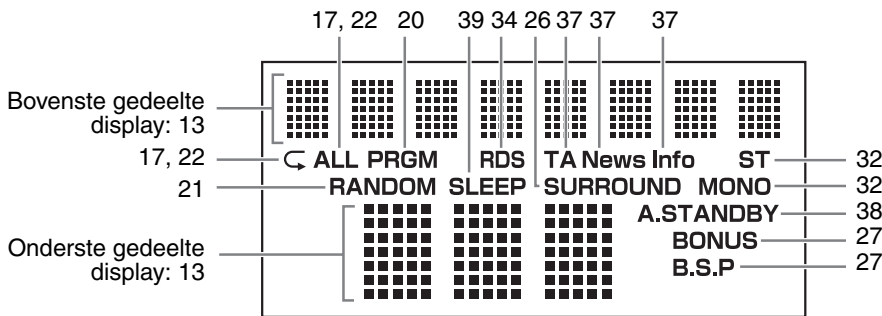 17, 22 20 39 34 26 37 37 37
Bovenste gedeelte
display: 13
17, 22 ALL PRGM RDS TA News Info ST 32
21 RANDOM SLEEP SURROUND MONO 32
A.STANDBY 38
Onderste gedeelte
display: 13
BONUS 27
B.S.P 27